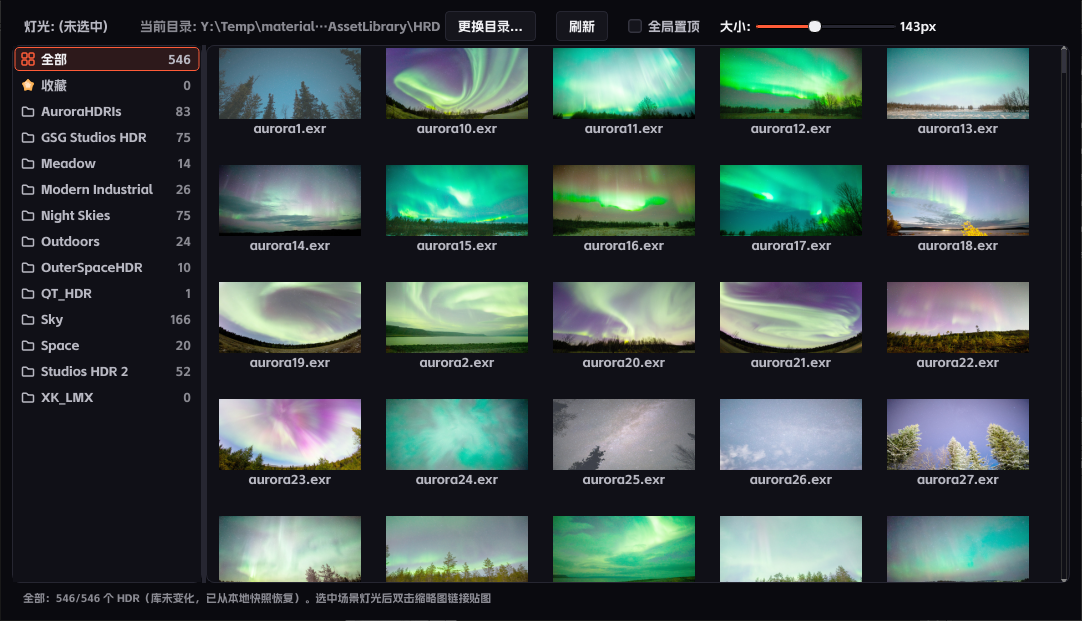 灯光: (未选中) 当前目录: Y:\Temp\material⋯AssetLibrary\HRD 更换目录... 刷新 全局置顶 大小: 143px
全部 546
收藏 0
AuroraHDRIs 83
GSG Studios HDR 75
Meadow 14
Modern Industrial 26
Night Skies 75
Outdoors 24
OuterSpaceHDR 10
QT_HDR 1
Sky 166
Space 20
Studios HDR 2 52
XK_LMX 0
aurora1.exr aurora10.exr aurora11.exr aurora12.exr aurora13.exr
aurora14.exr aurora15.exr aurora16.exr aurora17.exr aurora18.exr
aurora19.exr aurora2.exr aurora20.exr aurora21.exr aurora22.exr
aurora23.exr aurora24.exr aurora25.exr aurora26.exr aurora27.exr
全部: 546/546 个 HDR（库未变化，已从本地快照恢复）。选中场景灯光后双击缩略图链接贴图